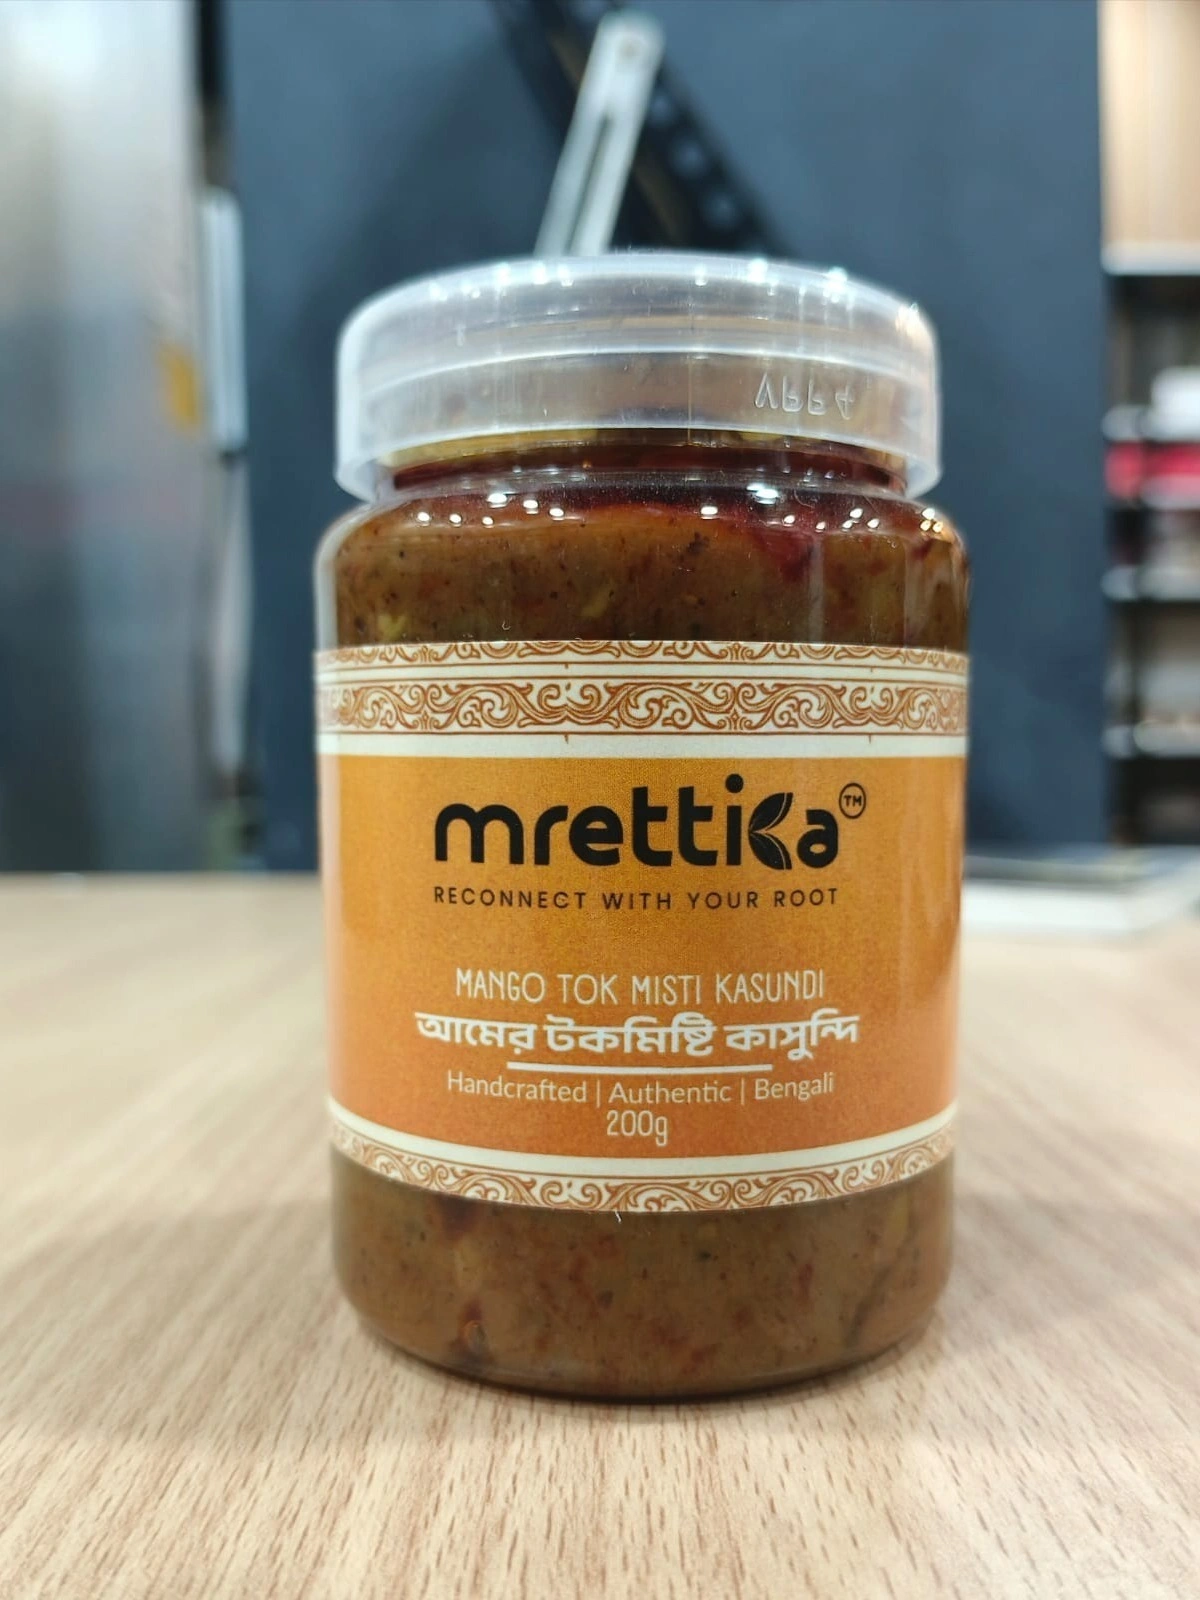 mrettika™
RECONNECT WITH YOUR ROOT
MANGO TOK MISTI KASUNDI
আমের টকমিষ্টি কাসুন্দি
Handcrafted | Authentic | Bengali
200g